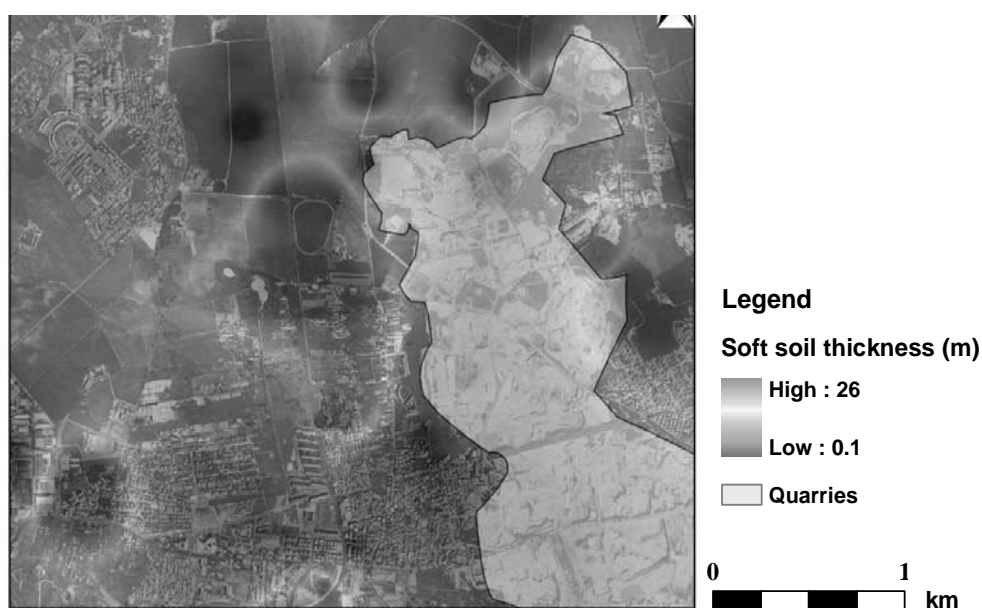 Legend
Soft soil thickness (m)
High : 26
Low : 0.1
Quarries
0 1
km